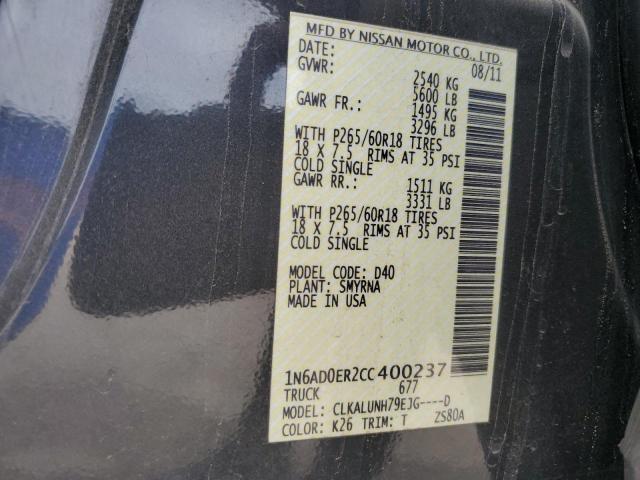 MFD BY NISSAN MOTOR CO., LTD.
DATE: 08/11
GVWR: 2540 KG
5600 LB
GAWR FR.: 1495 KG
3296 LB
WITH P265/60R18 TIRES
18 X 7.5 RIMS AT 35 PSI
COLD SINGLE
GAWR RR.: 1511 KG
3331 LB
WITH P265/60R18 TIRES
18 X 7.5 RIMS AT 35 PSI
COLD SINGLE
MODEL CODE: D40
PLANT: SMYRNA
MADE IN USA
1N6AD0ER2CC400237
TRUCK 677
MODEL: CLKALUNH79EJG----D
COLOR: K26 TRIM: T ZS80A